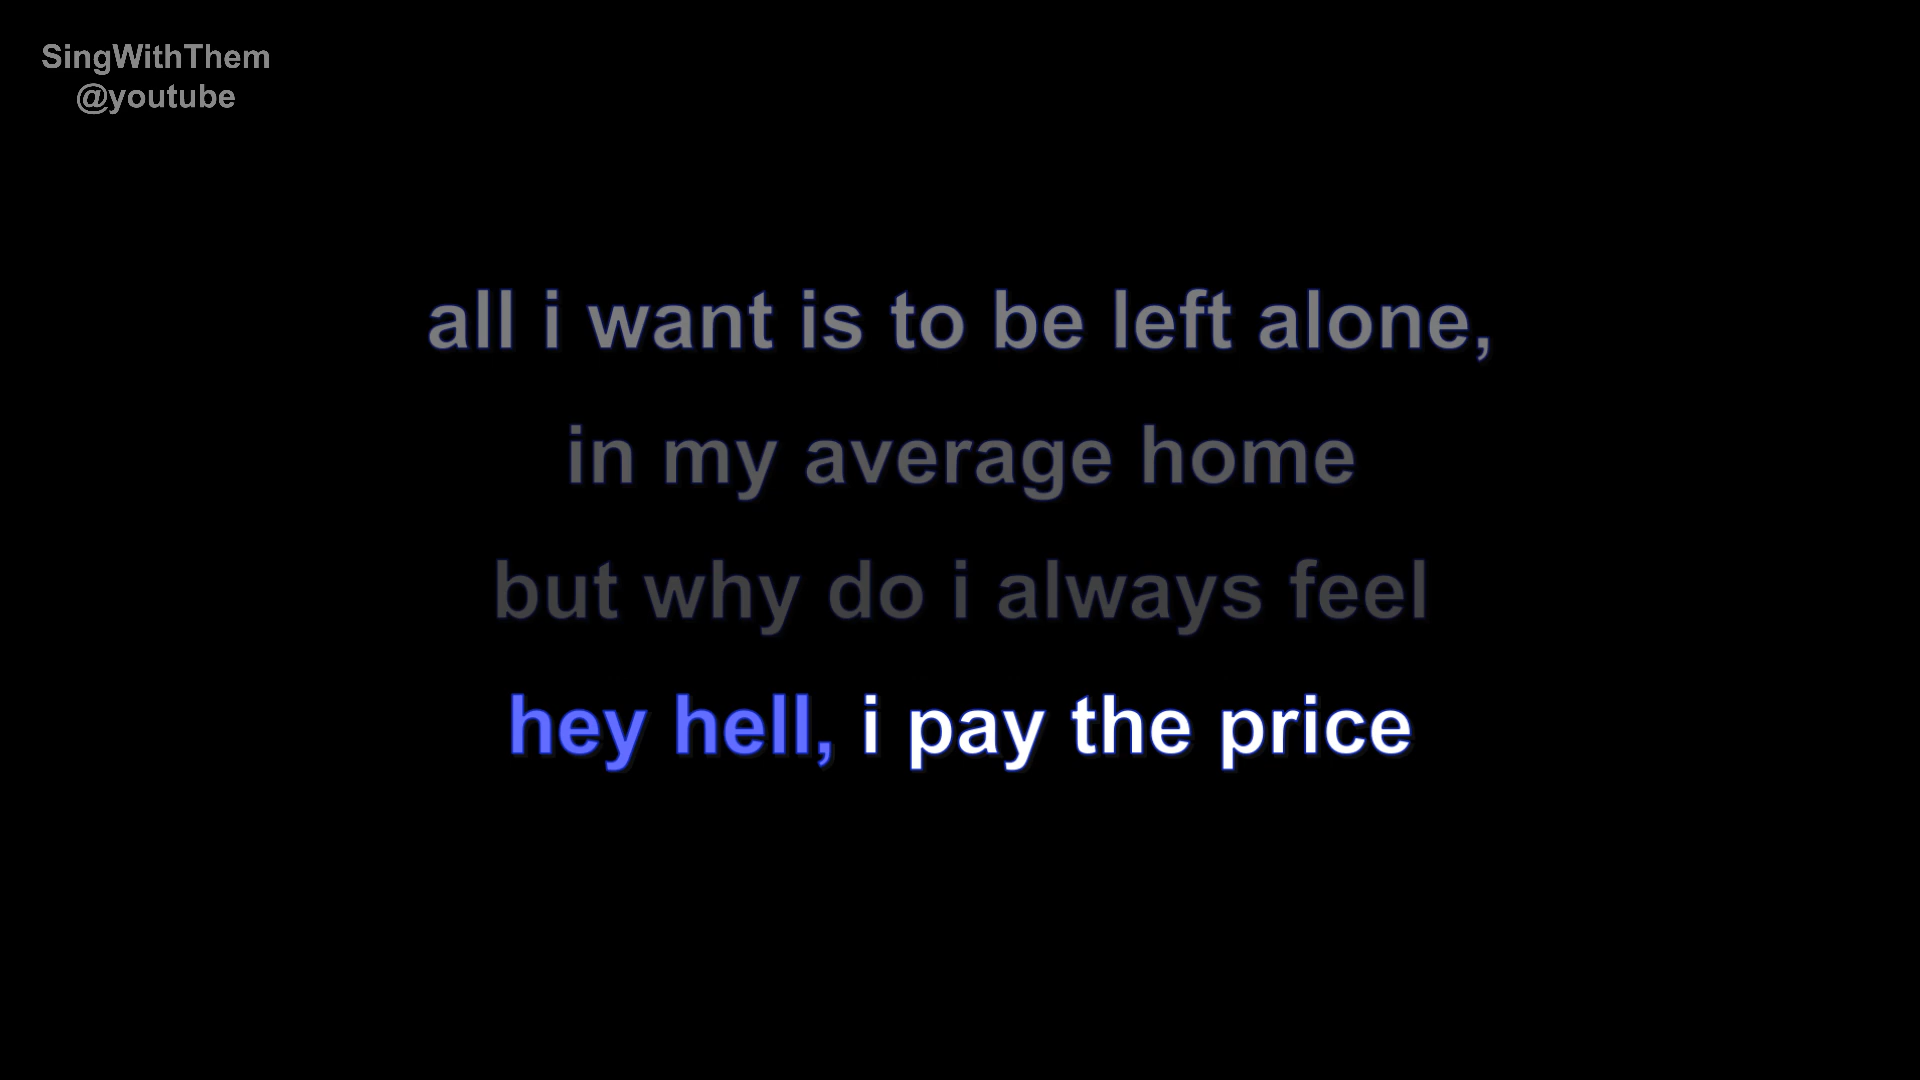 SingWithThem
@youtube
all i want is to be left alone,
in my average home
but why do i always feel
hey hell, i pay the price